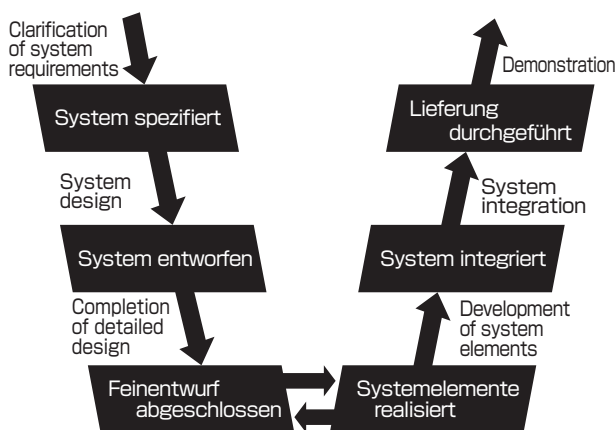 Clarification
of system
requirements
System spezifiert
System
design
System entworfen
Completion
of detailed
design
Feinentwurf
abgeschlossen
Systemelemente
realisiert
Development
of system
elements
System integriert
System
integration
Lieferung
durchgeführt
Demonstration